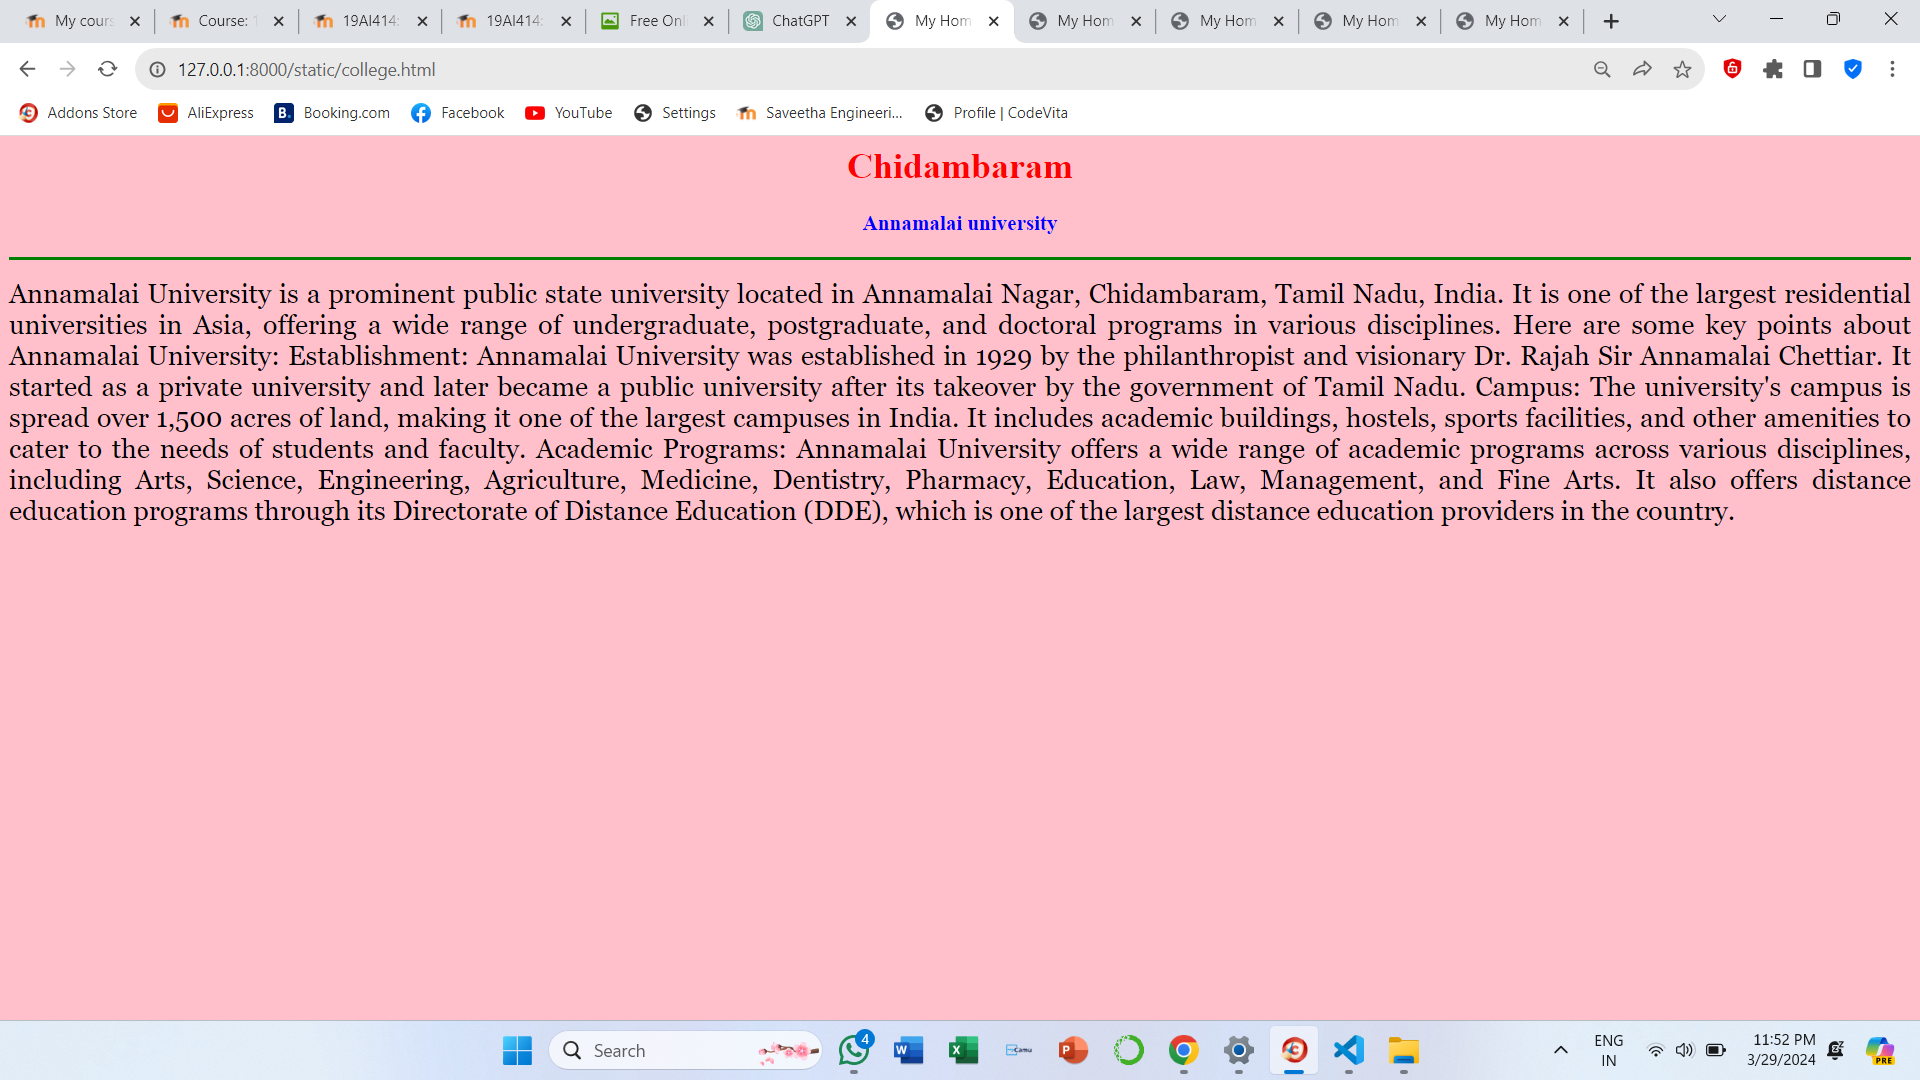 My cour
Course: 1
19AI414:
19AI414:
Free Onli
ChatGPT
My Hom
My Hom
My Hom
My Hom
My Hom
127.0.0.1:8000/static/college.html
Addons Store
AliExpress
B. Booking.com
Facebook
YouTube
Settings
Saveetha Engineeri...
Profile | CodeVita
Chidambaram
Annamalai university
Annamalai University is a prominent public state university located in Annamalai Nagar, Chidambaram, Tamil Nadu, India. It is one of the largest residential
universities in Asia, offering a wide range of undergraduate, postgraduate, and doctoral programs in various disciplines. Here are some key points about
Annamalai University: Establishment: Annamalai University was established in 1929 by the philanthropist and visionary Dr. Rajah Sir Annamalai Chettiar. It
started as a private university and later became a public university after its takeover by the government of Tamil Nadu. Campus: The university's campus is
spread over 1,500 acres of land, making it one of the largest campuses in India. It includes academic buildings, hostels, sports facilities, and other amenities to
cater to the needs of students and faculty. Academic Programs: Annamalai University offers a wide range of academic programs across various disciplines,
including Arts, Science, Engineering, Agriculture, Medicine, Dentistry, Pharmacy, Education, Law, Management, and Fine Arts. It also offers distance
education programs through its Directorate of Distance Education (DDE), which is one of the largest distance education providers in the country.
Search
4
W
X
Camu
P
ENG
IN
11:52 PM
3/29/2024
PRE